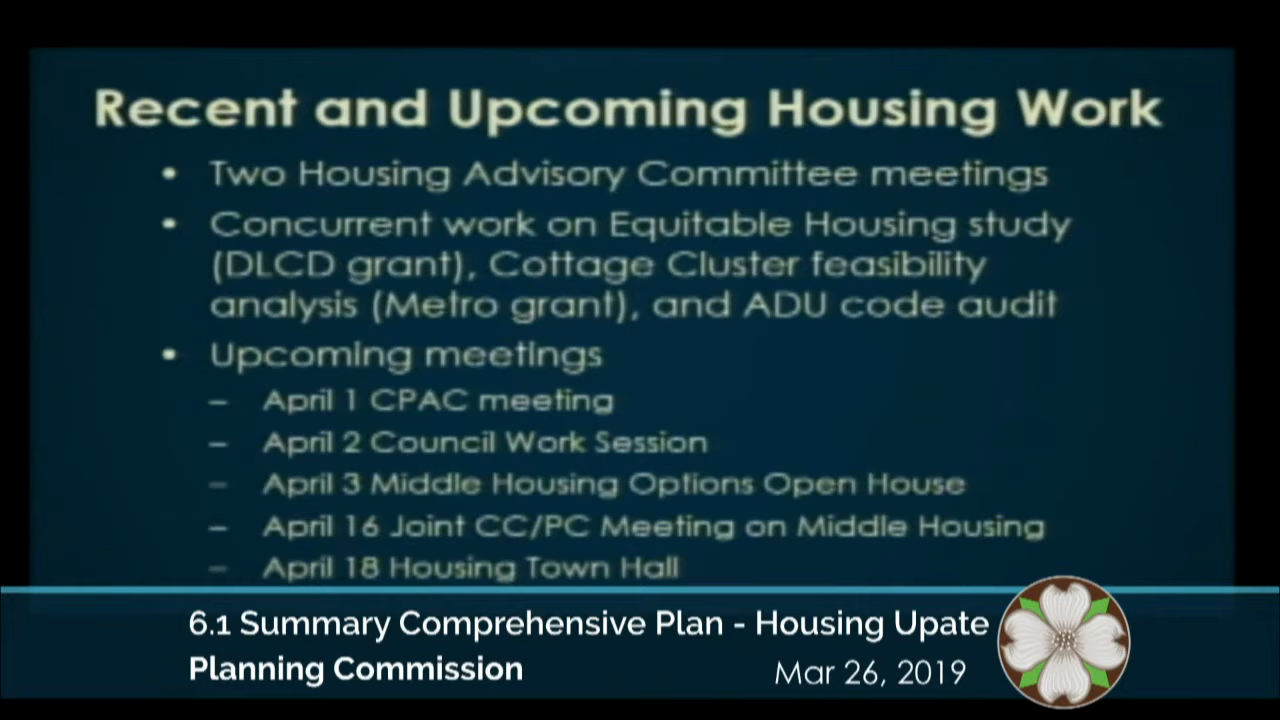 Recent and Upcoming Housing Work
• Two Housing Advisory Committee meetings
• Concurrent work on Equitable Housing study
(DLCD grant), Cottage Cluster feasibility
analysis (Metro grant), and ADU code audit
• Upcoming meetings
– April 1 CPAC meeting
– April 2 Council Work Session
– April 3 Middle Housing Options Open House
– April 16 Joint CC/PC Meeting on Middle Housing
– April 18 Housing Town Hall
6.1 Summary Comprehensive Plan - Housing Upate
Planning Commission Mar 26, 2019